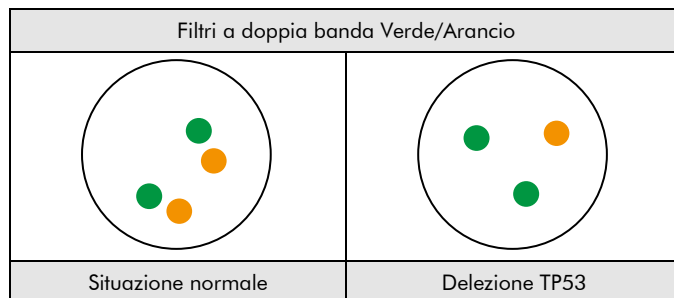 Filtri a doppia banda Verde/Arancio
Situazione normale
Delezione TP53